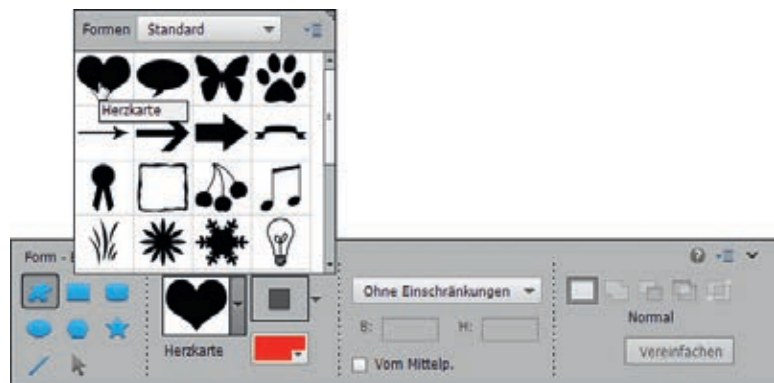 Formen Standard
Herzkarte
Form -
Ohne Einschränkungen
B: H:
Vom Mittelp.
Herzkarte
Normal
Vereinfachen